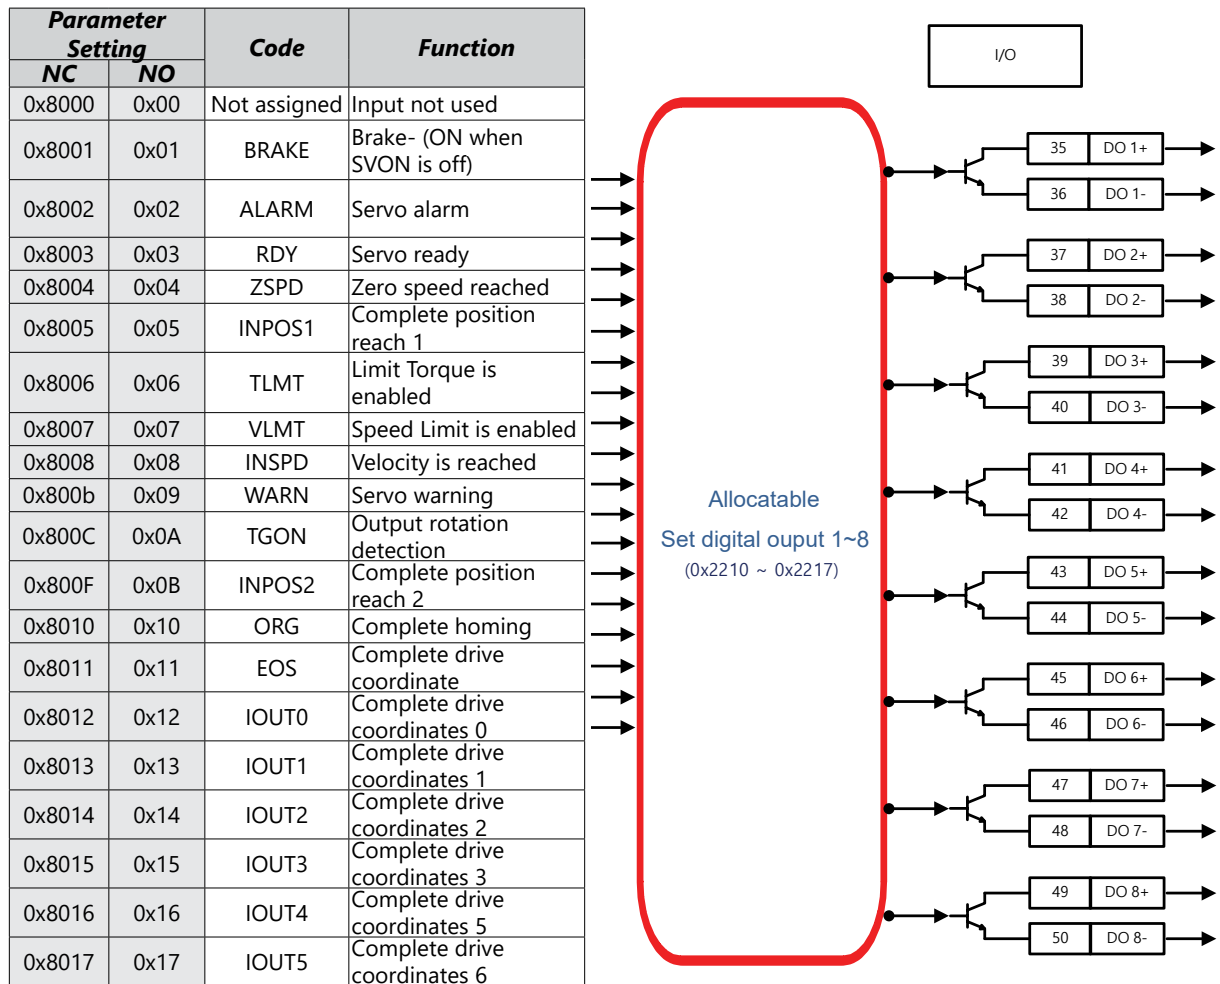 Parameter
Setting
Code
Function
NC
NO
0x8000 0x00 Not assigned Input not used
0x8001 0x01 BRAKE Brake- (ON when
SVON is off)
0x8002 0x02 ALARM Servo alarm
0x8003 0x03 RDY Servo ready
0x8004 0x04 ZSPD Zero speed reached
0x8005 0x05 INPOS1 Complete position
reach 1
0x8006 0x06 TLMT Limit Torque is
enabled
0x8007 0x07 VLMT Speed Limit is enabled
0x8008 0x08 INSPD Velocity is reached
0x800b 0x09 WARN Servo warning
0x800C 0x0A TGON Output rotation
detection
0x800F 0x0B INPOS2 Complete position
reach 2
0x8010 0x10 ORG Complete homing
0x8011 0x11 EOS Complete drive
coordinate
0x8012 0x12 IOUT0 Complete drive
coordinates 0
0x8013 0x13 IOUT1 Complete drive
coordinates 1
0x8014 0x14 IOUT2 Complete drive
coordinates 2
0x8015 0x15 IOUT3 Complete drive
coordinates 3
0x8016 0x16 IOUT4 Complete drive
coordinates 5
0x8017 0x17 IOUT5 Complete drive
coordinates 6
Allocatable
Set digital ouput 1~8
(0x2210 ~ 0x2217)
I/O
35 DO 1+
36 DO 1-
37 DO 2+
38 DO 2-
39 DO 3+
40 DO 3-
41 DO 4+
42 DO 4-
43 DO 5+
44 DO 5-
45 DO 6+
46 DO 6-
47 DO 7+
48 DO 7-
49 DO 8+
50 DO 8-